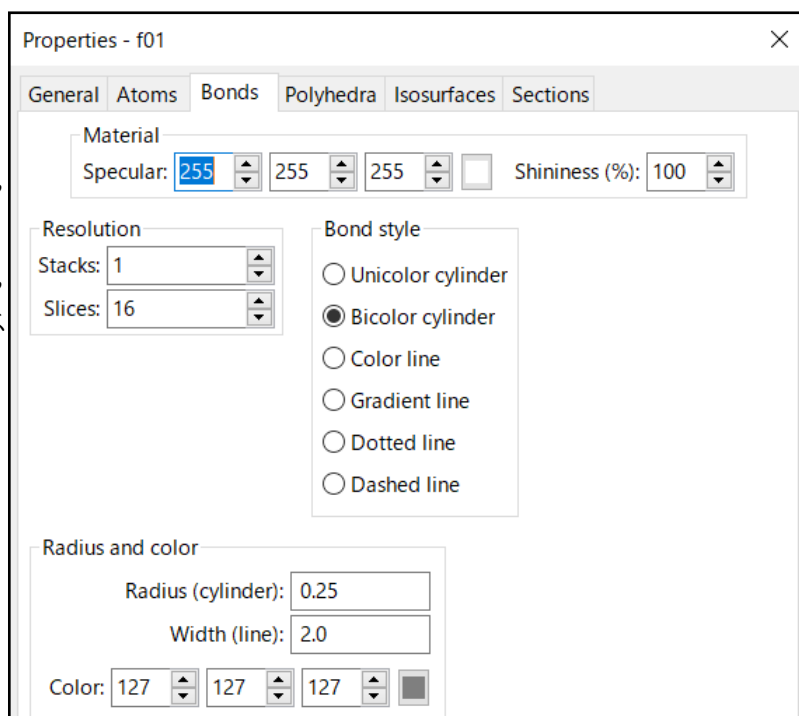 Properties - f01
General Atoms Bonds Polyhedra Isosurfaces Sections
Material
Specular: 255 255 255 Shininess (%): 100
Resolution
Stacks: 1
Slices: 16
Bond style
Unicolor cylinder
Bicolor cylinder
Color line
Gradient line
Dotted line
Dashed line
Radius and color
Radius (cylinder): 0.25
Width (line): 2.0
Color: 127 127 127